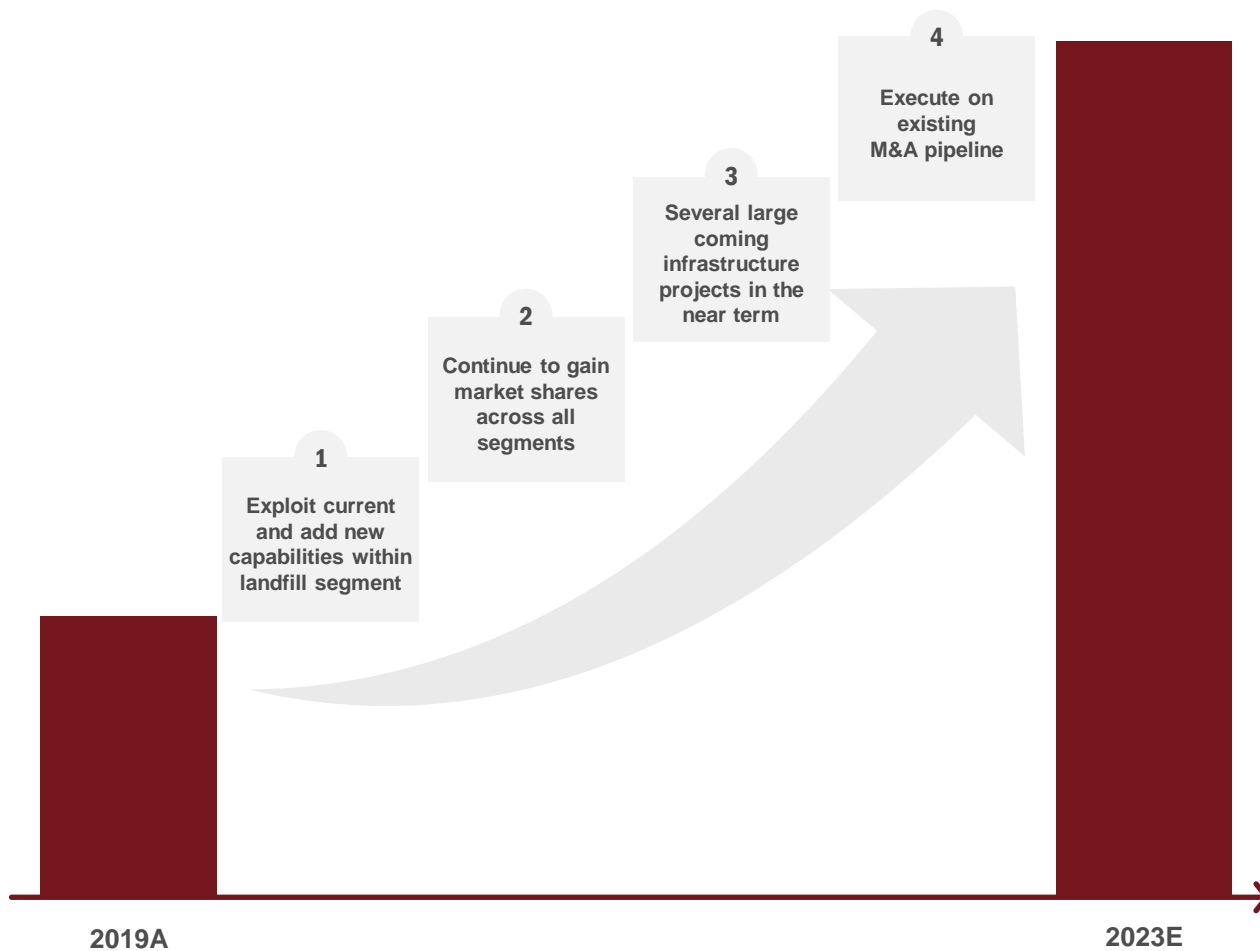 4
Execute on
existing
M&A pipeline
3
Several large
coming
infrastructure
projects in the
near term
2
Continue to gain
market shares
across all
segments
1
Exploit current
and add new
capabilities within
landfill segment
2019A
2023E